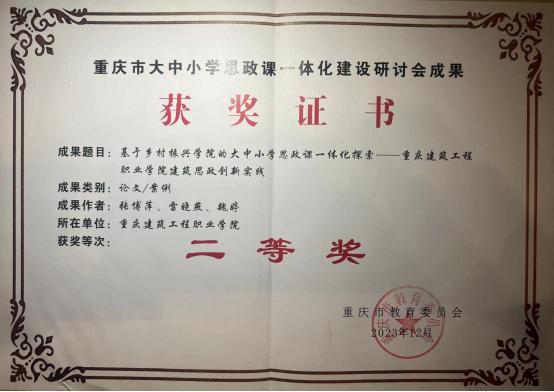 重庆市大中小学思政课一体化建设研讨会成果
获奖证书
成果题目：基于乡村振兴学院的大中小学思政课一体化探索——重庆建筑工程
职业学院建筑思政创新实践
成果类别：论文/案例
成果作者：张博萍、雷晓燕、魏婷
所在单位：重庆建筑工程职业学院
获奖等次：
二等奖
重庆市教育委员会
2023年12月